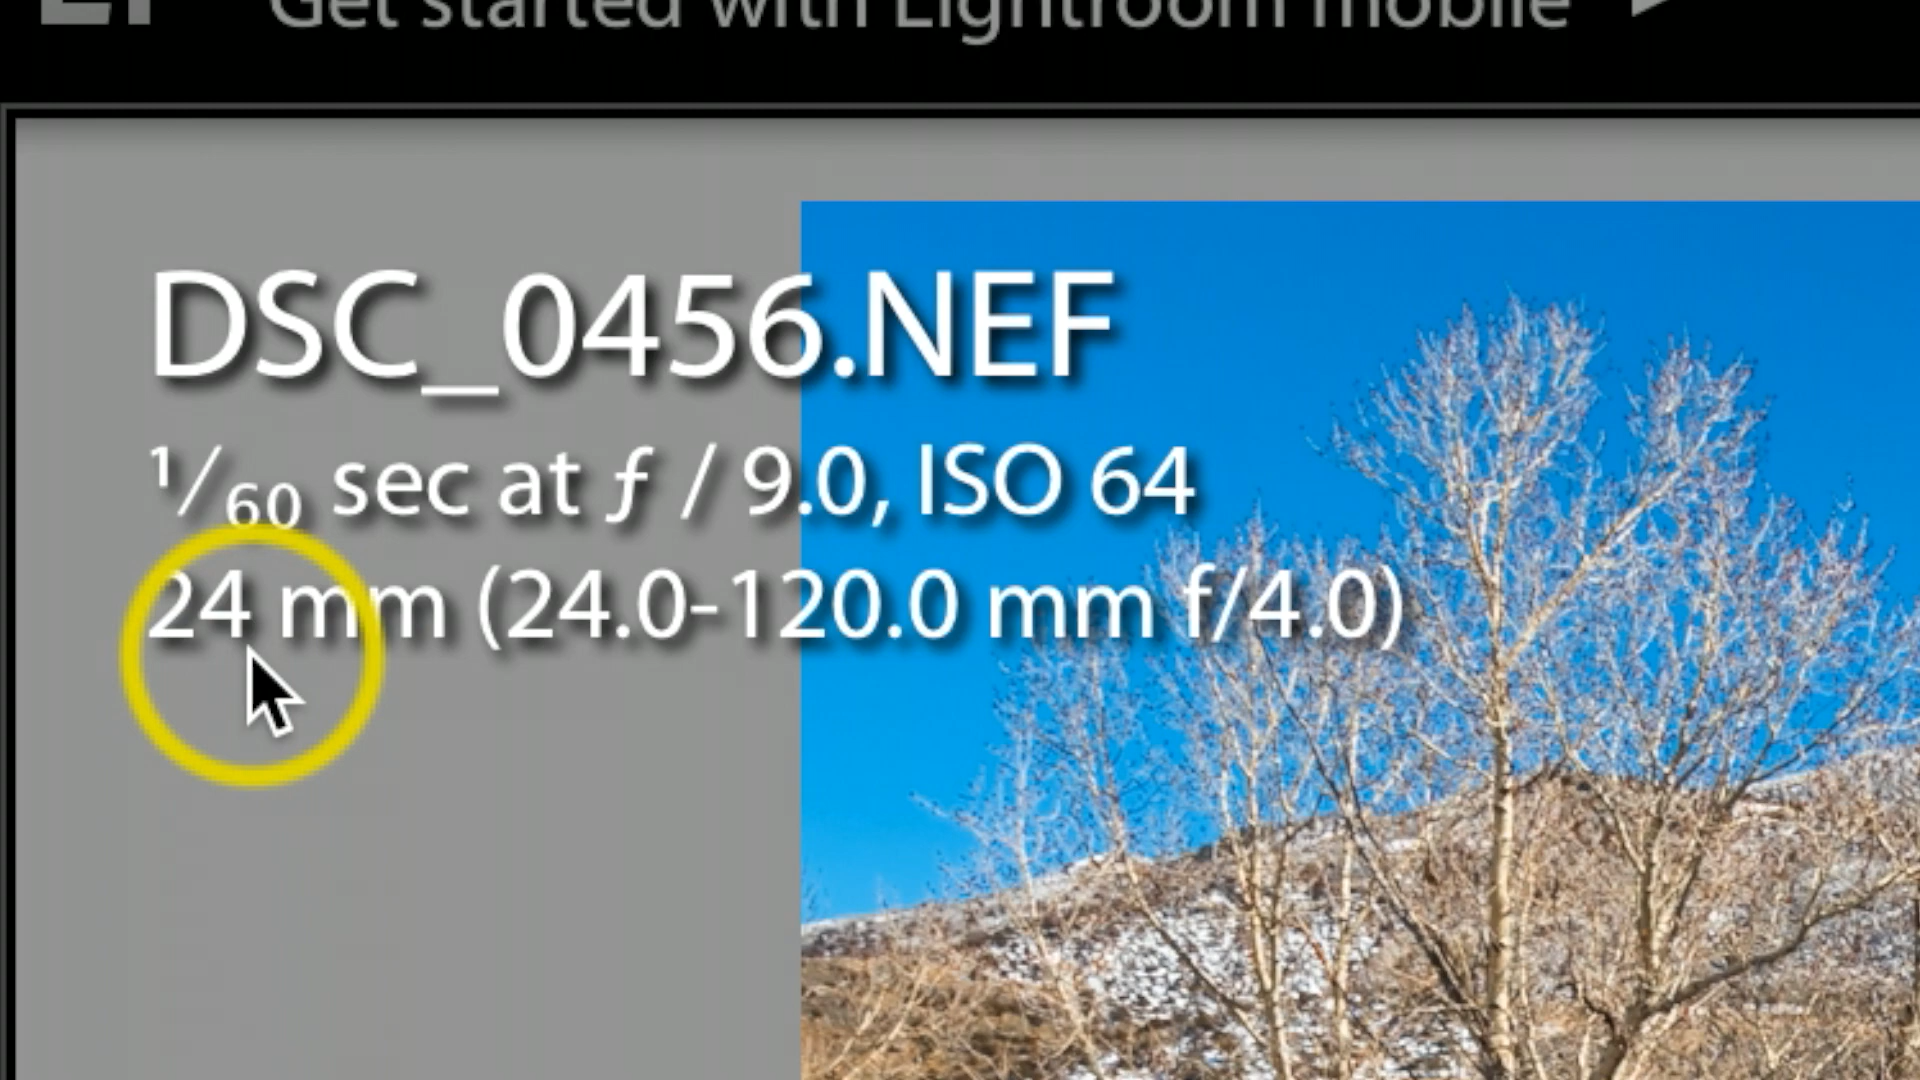 Get started with Lightroom mobile
DSC_0456.NEF
1/60 sec at ƒ / 9.0, ISO 64
24 mm (24.0-120.0 mm f/4.0)